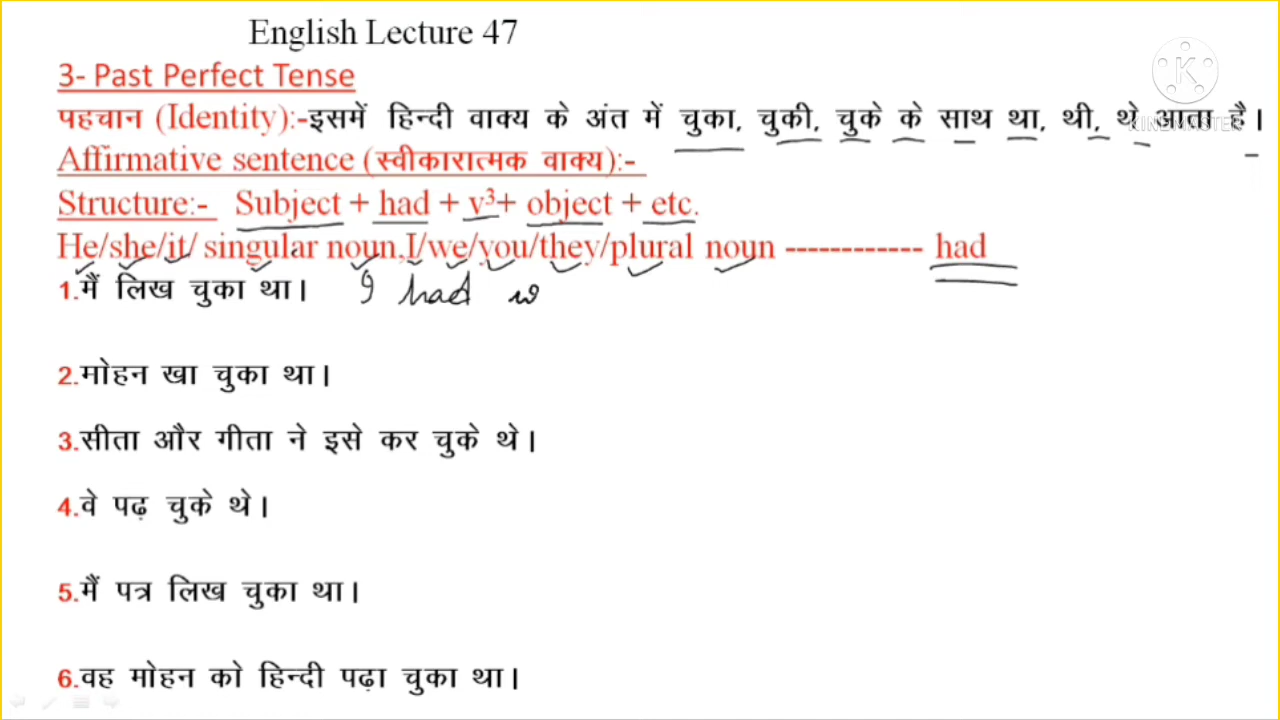 English Lecture 47
K
KINEMASTER
3- Past Perfect Tense
पहचान (Identity):-इसमें हिन्दी वाक्य के अंत में चुका, चुकी, चुके के साथ था, थी, थे आता है।
Affirmative sentence (स्वीकारात्मक वाक्य):-
Structure:- Subject + had + v³+ object + etc.
He/she/it/ singular noun,I/we/you/they/plural noun ------------ had
1.मैं लिख चुका था। I had w
2.मोहन खा चुका था।
3.सीता और गीता ने इसे कर चुके थे।
4.वे पढ़ चुके थे।
5.मैं पत्र लिख चुका था।
6.वह मोहन को हिन्दी पढ़ा चुका था।